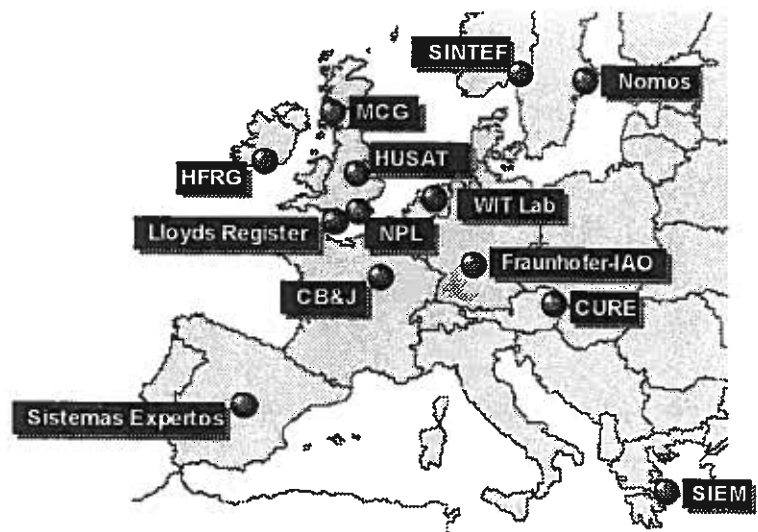 SINTEF
Nomos
MCG
HUSAT
HFRG
WIT Lab
Lloyds Register
NPL
Fraunhofer-IAO
CB&J
CURE
Sistemas Expertos
SIEM